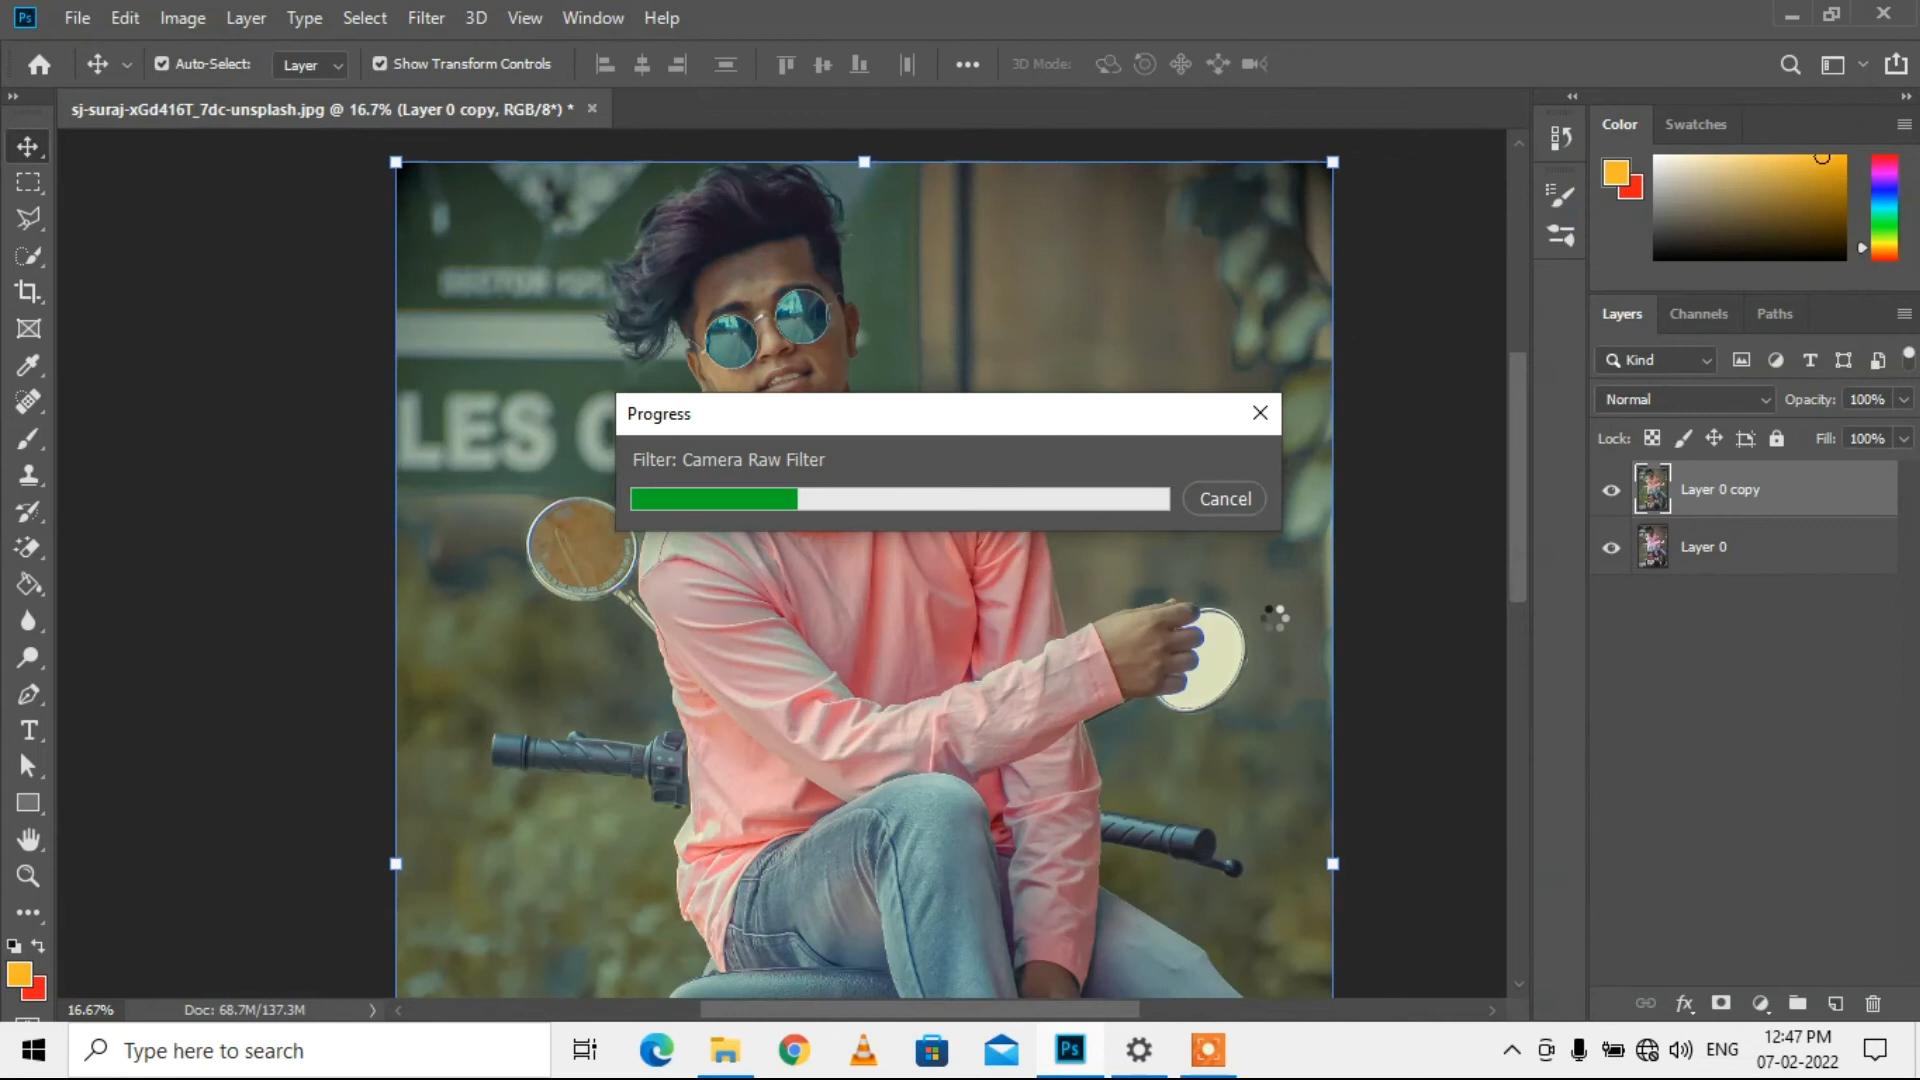 Ps File Edit Image Layer Type Select Filter 3D View Window Help
Auto-Select: Layer Show Transform Controls 3D Mode:
sj-suraj-xGd416T_7dc-unsplash.jpg @ 16.7% (Layer 0 copy, RGB/8*) *
Color Swatches
Layers Channels Paths
Kind
Normal Opacity: 100%
Lock: Fill: 100%
Layer 0 copy
Layer 0
LES
Progress
Filter: Camera Raw Filter
Cancel
16.67% Doc: 68.7M/137.3M
Type here to search
Ps
ENG
12:47 PM
07-02-2022